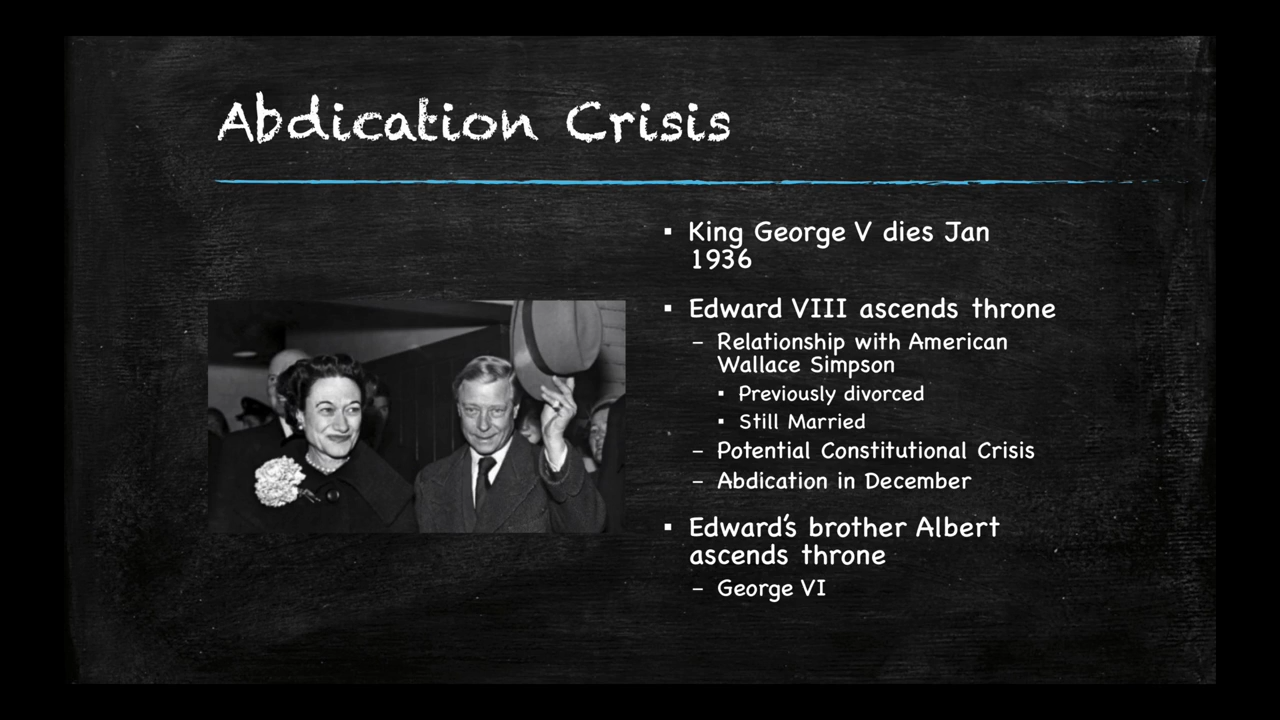 Abdication Crisis
▪ King George V dies Jan
1936
▪ Edward VIII ascends throne
– Relationship with American
Wallace Simpson
▪ Previously divorced
▪ Still Married
– Potential Constitutional Crisis
– Abdication in December
▪ Edward's brother Albert
ascends throne
– George VI